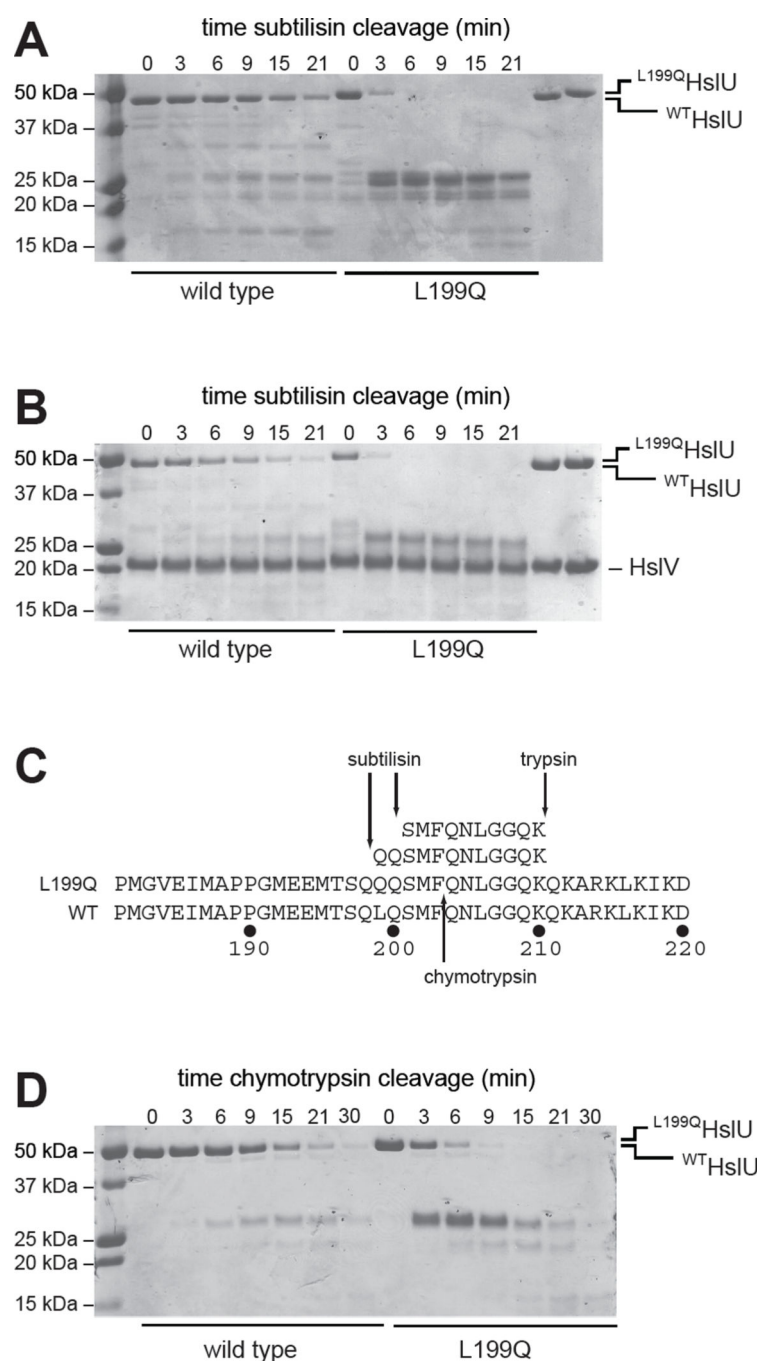 A
time subtilisin cleavage (min)
0 3 6 9 15 21 0 3 6 9 15 21
50 kDa
37 kDa
25 kDa
20 kDa
15 kDa
L199QHslU
WTHslU
wild type L199Q
B
time subtilisin cleavage (min)
0 3 6 9 15 21 0 3 6 9 15 21
50 kDa
37 kDa
25 kDa
20 kDa
15 kDa
L199QHslU
WTHslU
HslV
wild type L199Q
C
subtilisin trypsin
SMFQNLGGQK
QQSMFQNLGGQK
L199Q PMGVEIMAPPGMEEMTSQQQSMFQNLGGQKQKARKLKIKD
WT PMGVEIMAPPGMEEMTSQLQSMFQNLGGQKQKARKLKIKD
190 200 210 220
chymotrypsin
D
time chymotrypsin cleavage (min)
0 3 6 9 15 21 30 0 3 6 9 15 21 30
50 kDa
37 kDa
25 kDa
20 kDa
15 kDa
L199QHslU
WTHslU
wild type L199Q